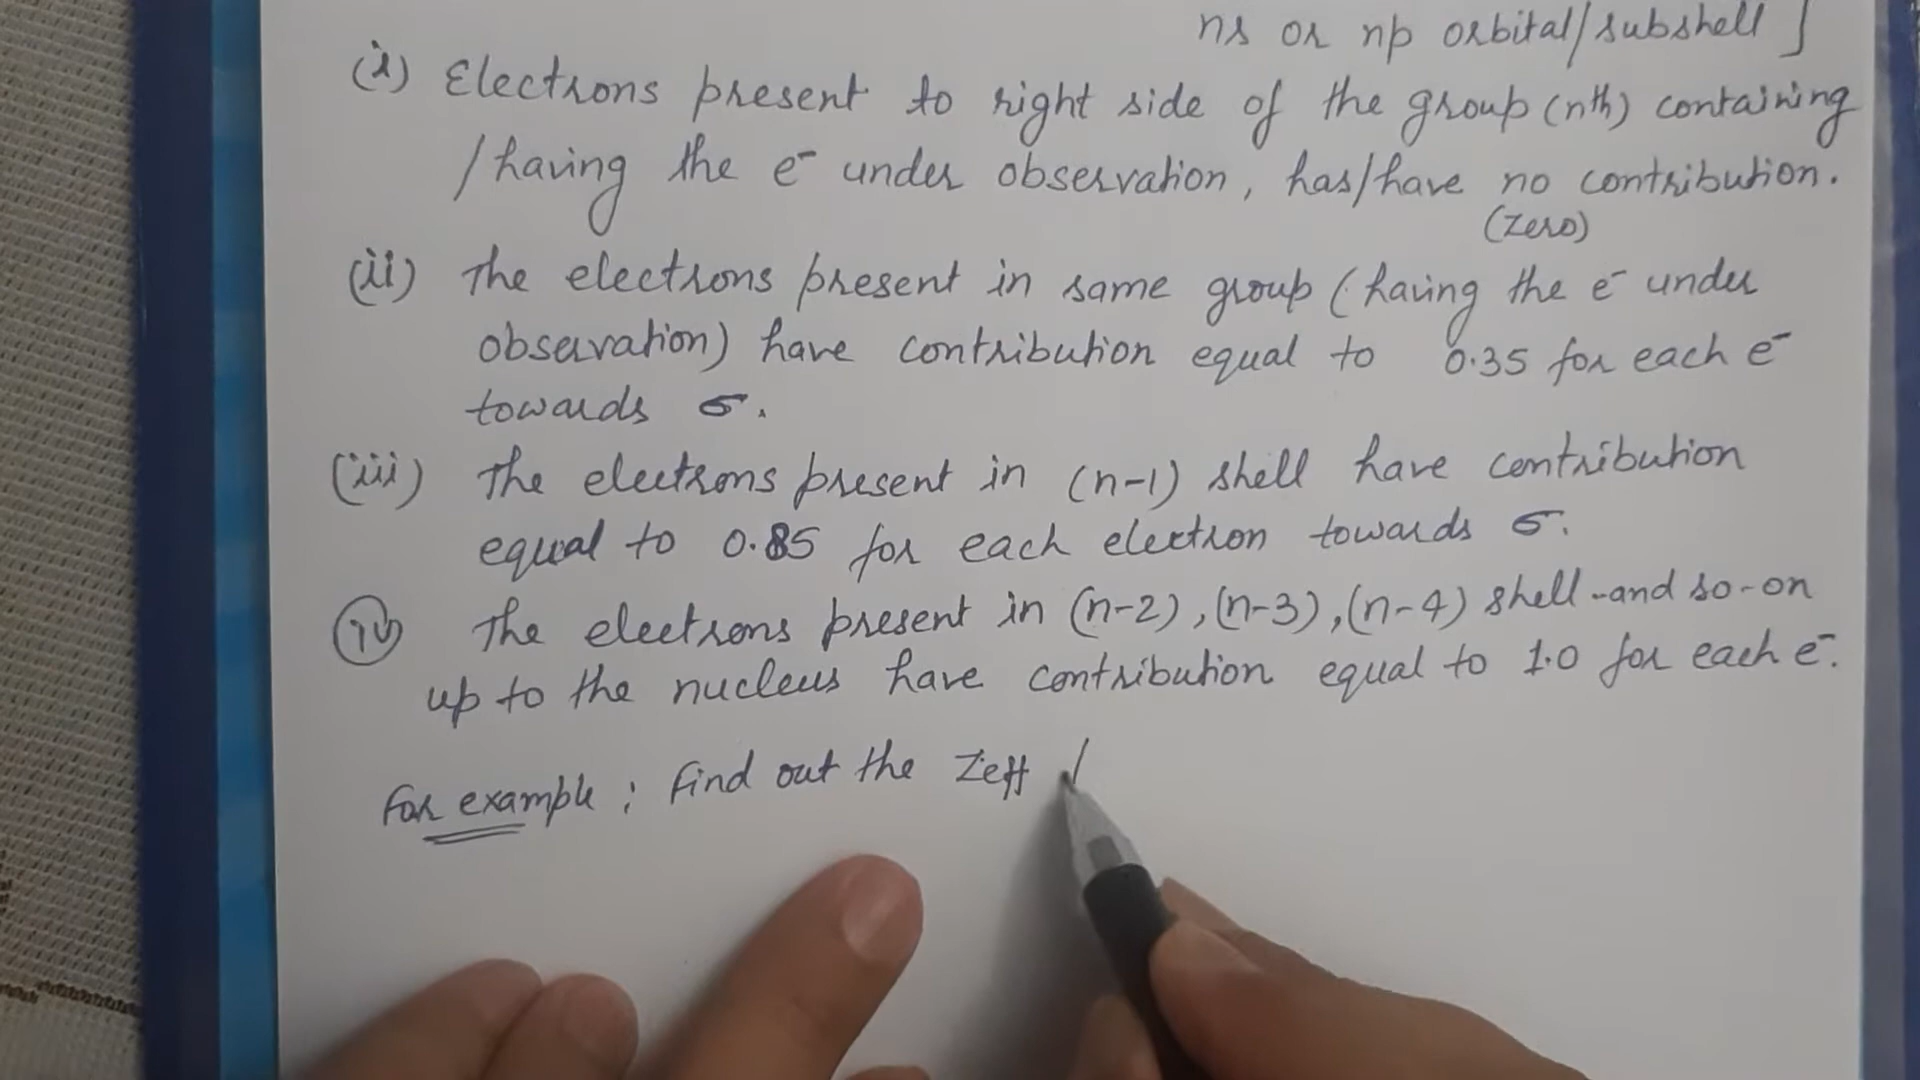 ns or np orbital/subshell]
(i) Electrons present to right side of the group (nth) containing
/having the e⁻ under observation, has/have no contribution.
(Zero)
(ii) The electrons present in same group (having the e⁻ under
observation) have contribution equal to 0.35 for each e⁻
towards σ.
(iii) The electrons present in (n-1) shell have contribution
equal to 0.85 for each electron towards σ.
(iv) The electrons present in (n-2), (n-3), (n-4) shell -and so-on
up to the nucleus have contribution equal to 1.0 for each e⁻.
For example : Find out the Zeff